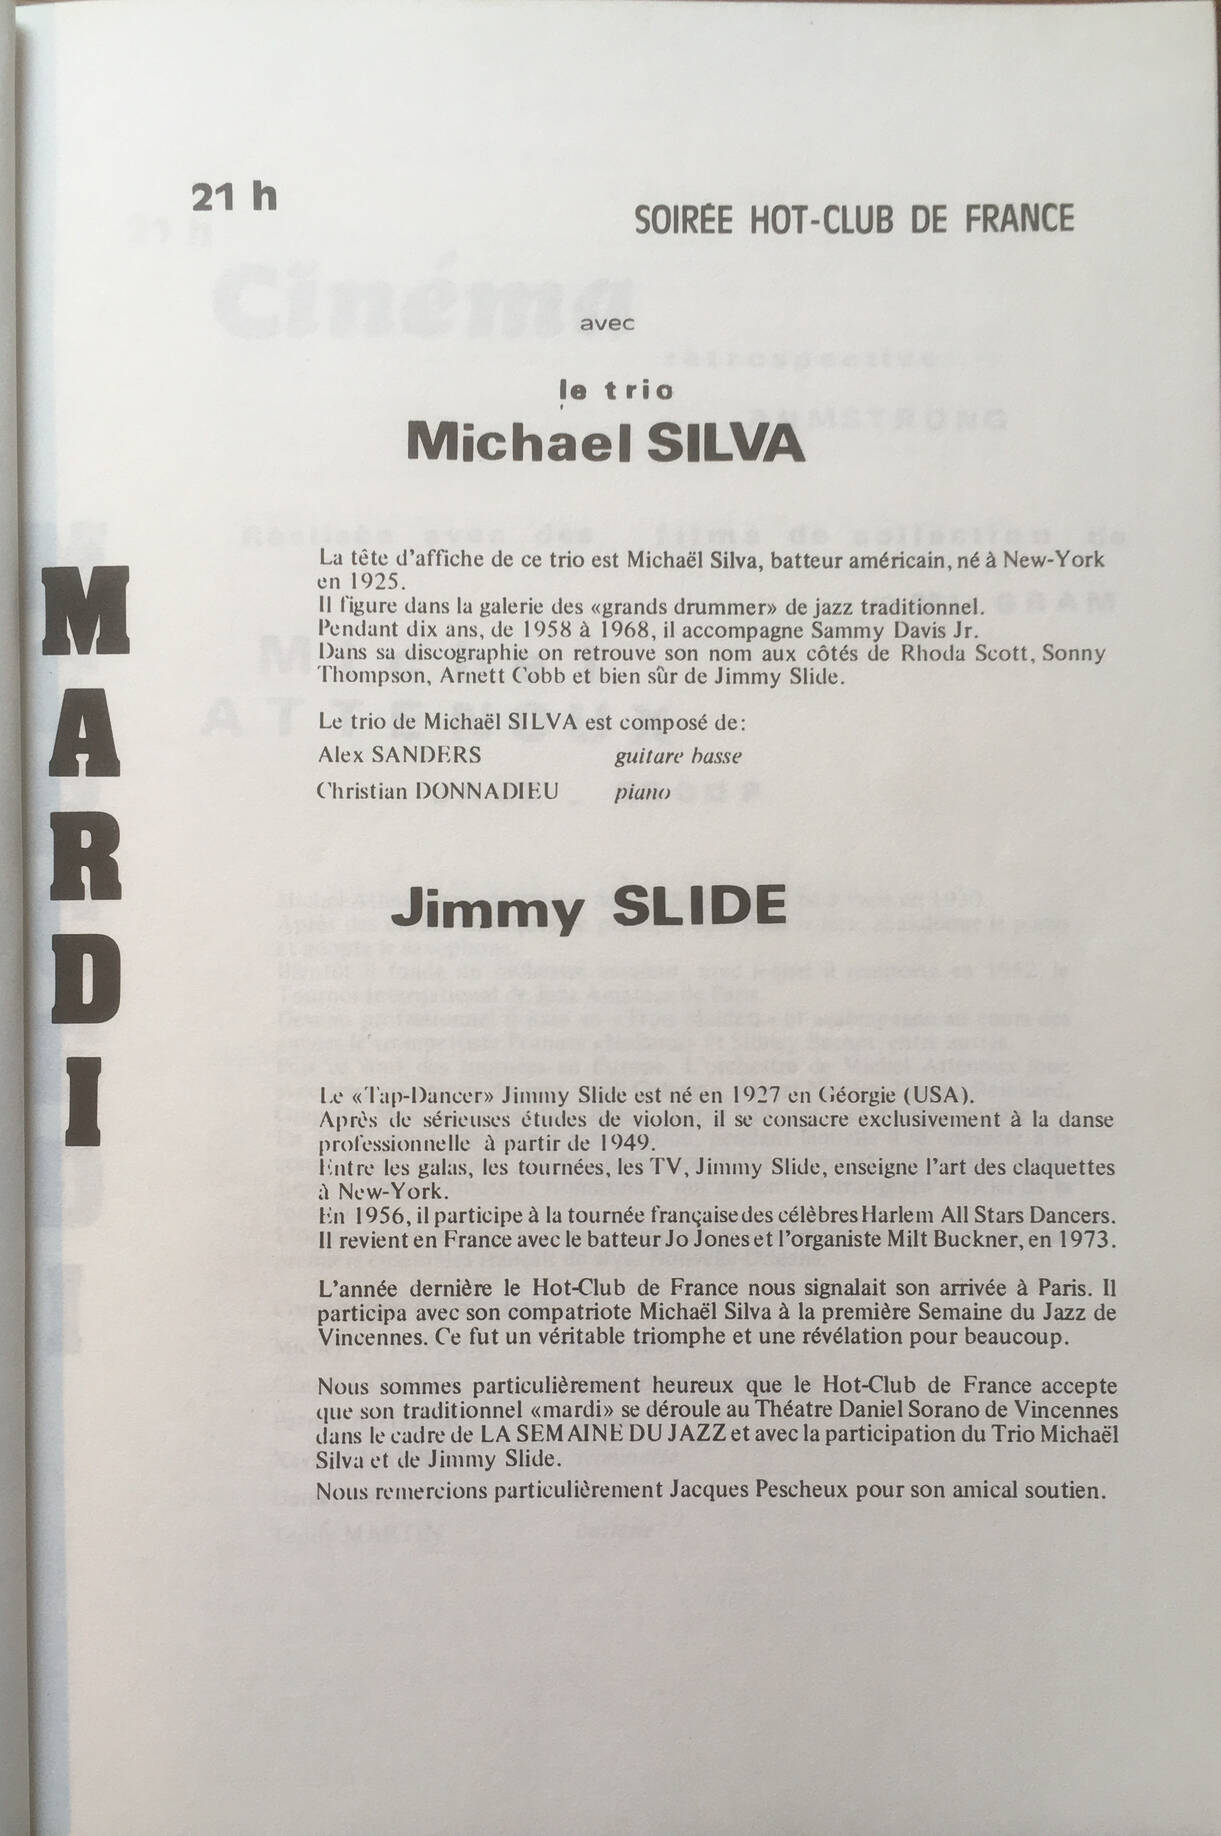 21 h
SOIRÉE HOT-CLUB DE FRANCE
avec
le trio
Michael SILVA
MARDI
La tête d'affiche de ce trio est Michaël Silva, batteur américain, né à New-York
en 1925.
Il figure dans la galerie des «grands drummer» de jazz traditionnel.
Pendant dix ans, de 1958 à 1968, il accompagne Sammy Davis Jr.
Dans sa discographie on retrouve son nom aux côtés de Rhoda Scott, Sonny
Thompson, Arnett Cobb et bien sûr de Jimmy Slide.
Le trio de Michaël SILVA est composé de:
Alex SANDERS guitare basse
Christian DONNADIEU piano
Jimmy SLIDE
Le «Tap-Dancer» Jimmy Slide est né en 1927 en Géorgie (USA).
Après de sérieuses études de violon, il se consacre exclusivement à la danse
professionnelle à partir de 1949.
Entre les galas, les tournées, les TV, Jimmy Slide, enseigne l'art des claquettes
à New-York.
En 1956, il participe à la tournée française des célèbres Harlem All Stars Dancers.
Il revient en France avec le batteur Jo Jones et l'organiste Milt Buckner, en 1973.
L'année dernière le Hot-Club de France nous signalait son arrivée à Paris. Il
participa avec son compatriote Michaël Silva à la première Semaine du Jazz de
Vincennes. Ce fut un véritable triomphe et une révélation pour beaucoup.
Nous sommes particulièrement heureux que le Hot-Club de France accepte
que son traditionnel «mardi» se déroule au Théatre Daniel Sorano de Vincennes
dans le cadre de LA SEMAINE DU JAZZ et avec la participation du Trio Michaël
Silva et de Jimmy Slide.
Nous remercions particulièrement Jacques Pescheux pour son amical soutien.